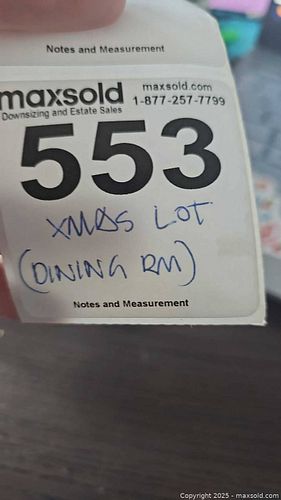 Notes and Measurement
maxsold
Downsizing and Estate Sales
maxsold.com
1-877-257-7799
553
XMAS LOT
(DINING RM)
Notes and Measurement
Copyright 2025 - maxsold.com